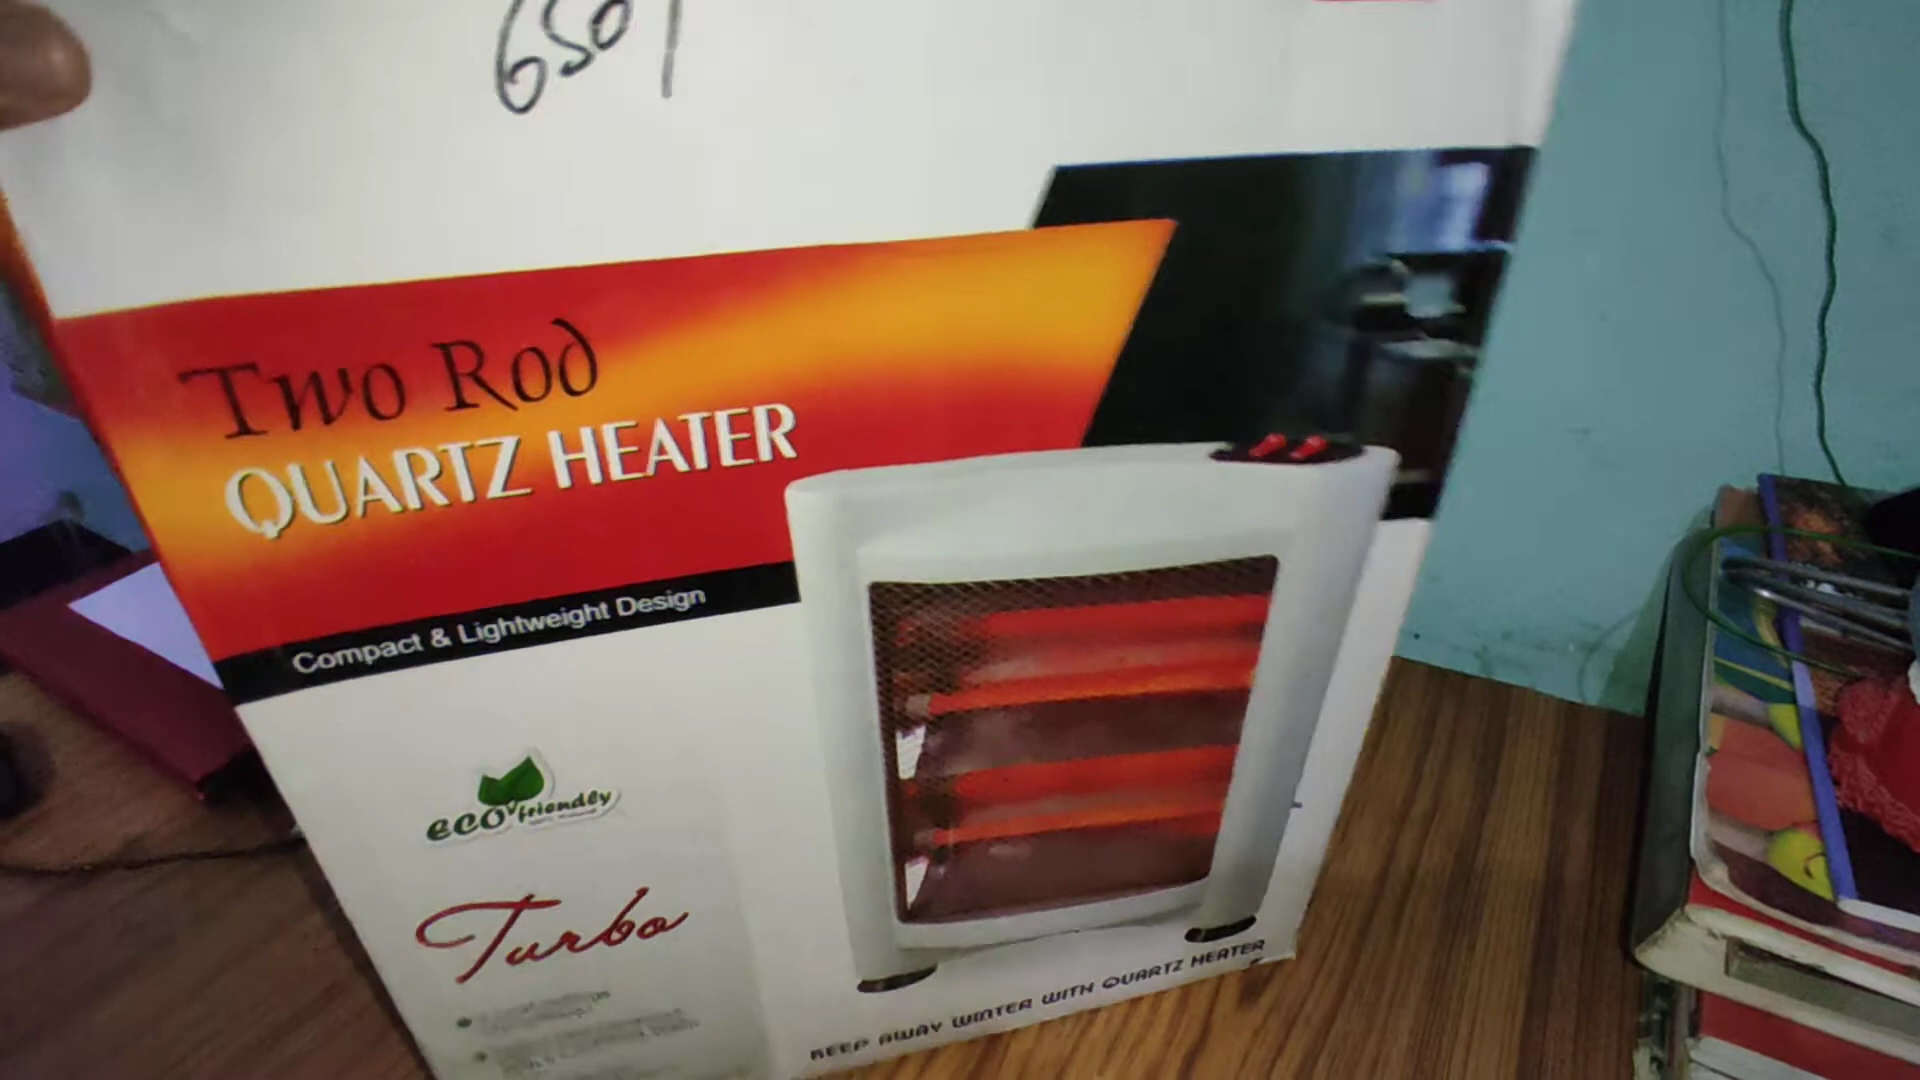 650/
Two Rod
QUARTZ HEATER
Compact & Lightweight Design
eco friendly
Turbo
KEEP AWAY WINTER WITH QUARTZ HEATER